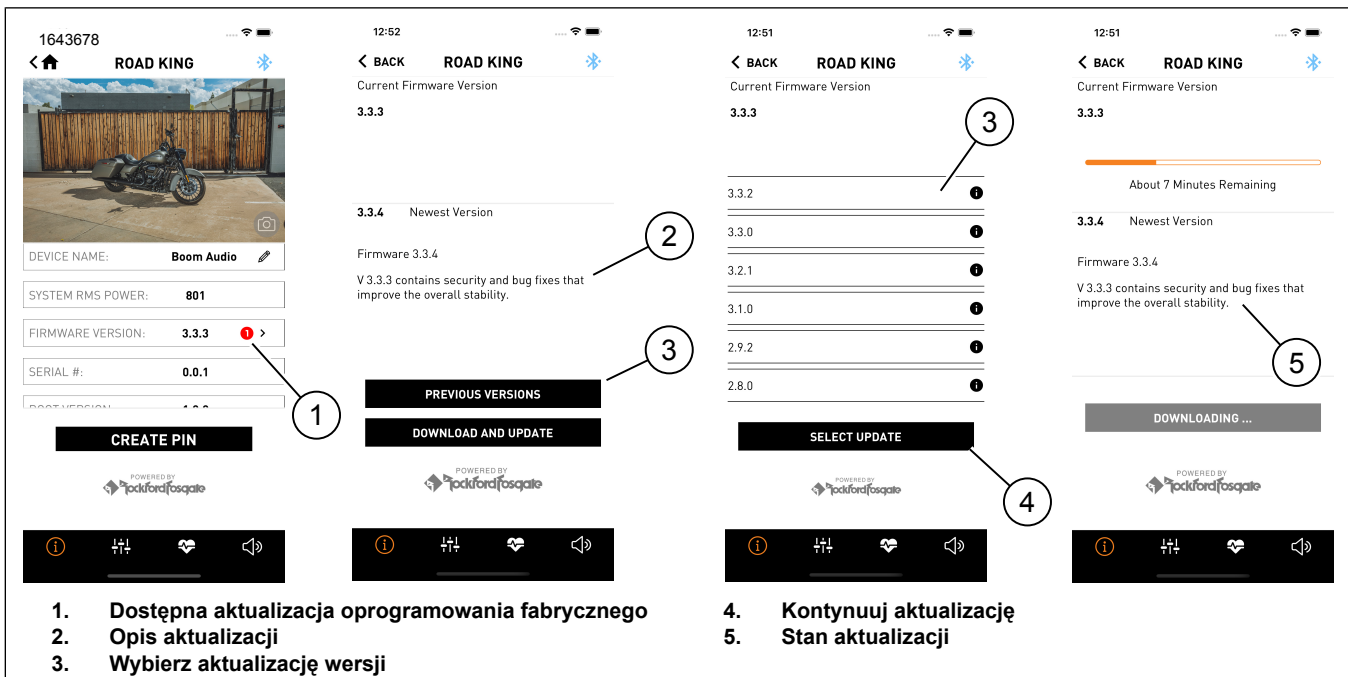 1643678
ROAD KING
DEVICE NAME: Boom Audio
SYSTEM RMS POWER: 801
FIRMWARE VERSION: 3.3.3 1 >
SERIAL #: 0.0.1
CREATE PIN
POWERED BY
Rockford Fosgate
1
12:52
< BACK ROAD KING
Current Firmware Version
3.3.3
3.3.4 Newest Version
Firmware 3.3.4
V 3.3.3 contains security and bug fixes that
improve the overall stability.
2
3
PREVIOUS VERSIONS
DOWNLOAD AND UPDATE
POWERED BY
Rockford Fosgate
12:51
< BACK ROAD KING
Current Firmware Version
3.3.3
3
3.3.2
3.3.0
3.2.1
3.1.0
2.9.2
2.8.0
SELECT UPDATE
4
POWERED BY
Rockford Fosgate
12:51
< BACK ROAD KING
Current Firmware Version
3.3.3
About 7 Minutes Remaining
3.3.4 Newest Version
Firmware 3.3.4
V 3.3.3 contains security and bug fixes that
improve the overall stability.
5
DOWNLOADING ...
POWERED BY
Rockford Fosgate
1. Dostępna aktualizacja oprogramowania fabrycznego
2. Opis aktualizacji
3. Wybierz aktualizację wersji
4. Kontynuuj aktualizację
5. Stan aktualizacji